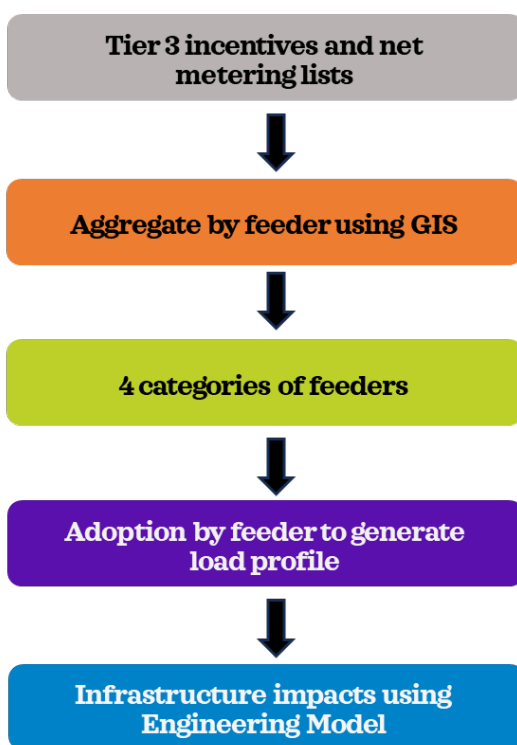 Tier 3 incentives and net
metering lists
Aggregate by feeder using GIS
4 categories of feeders
Adoption by feeder to generate
load profile
Infrastructure impacts using
Engineering Model